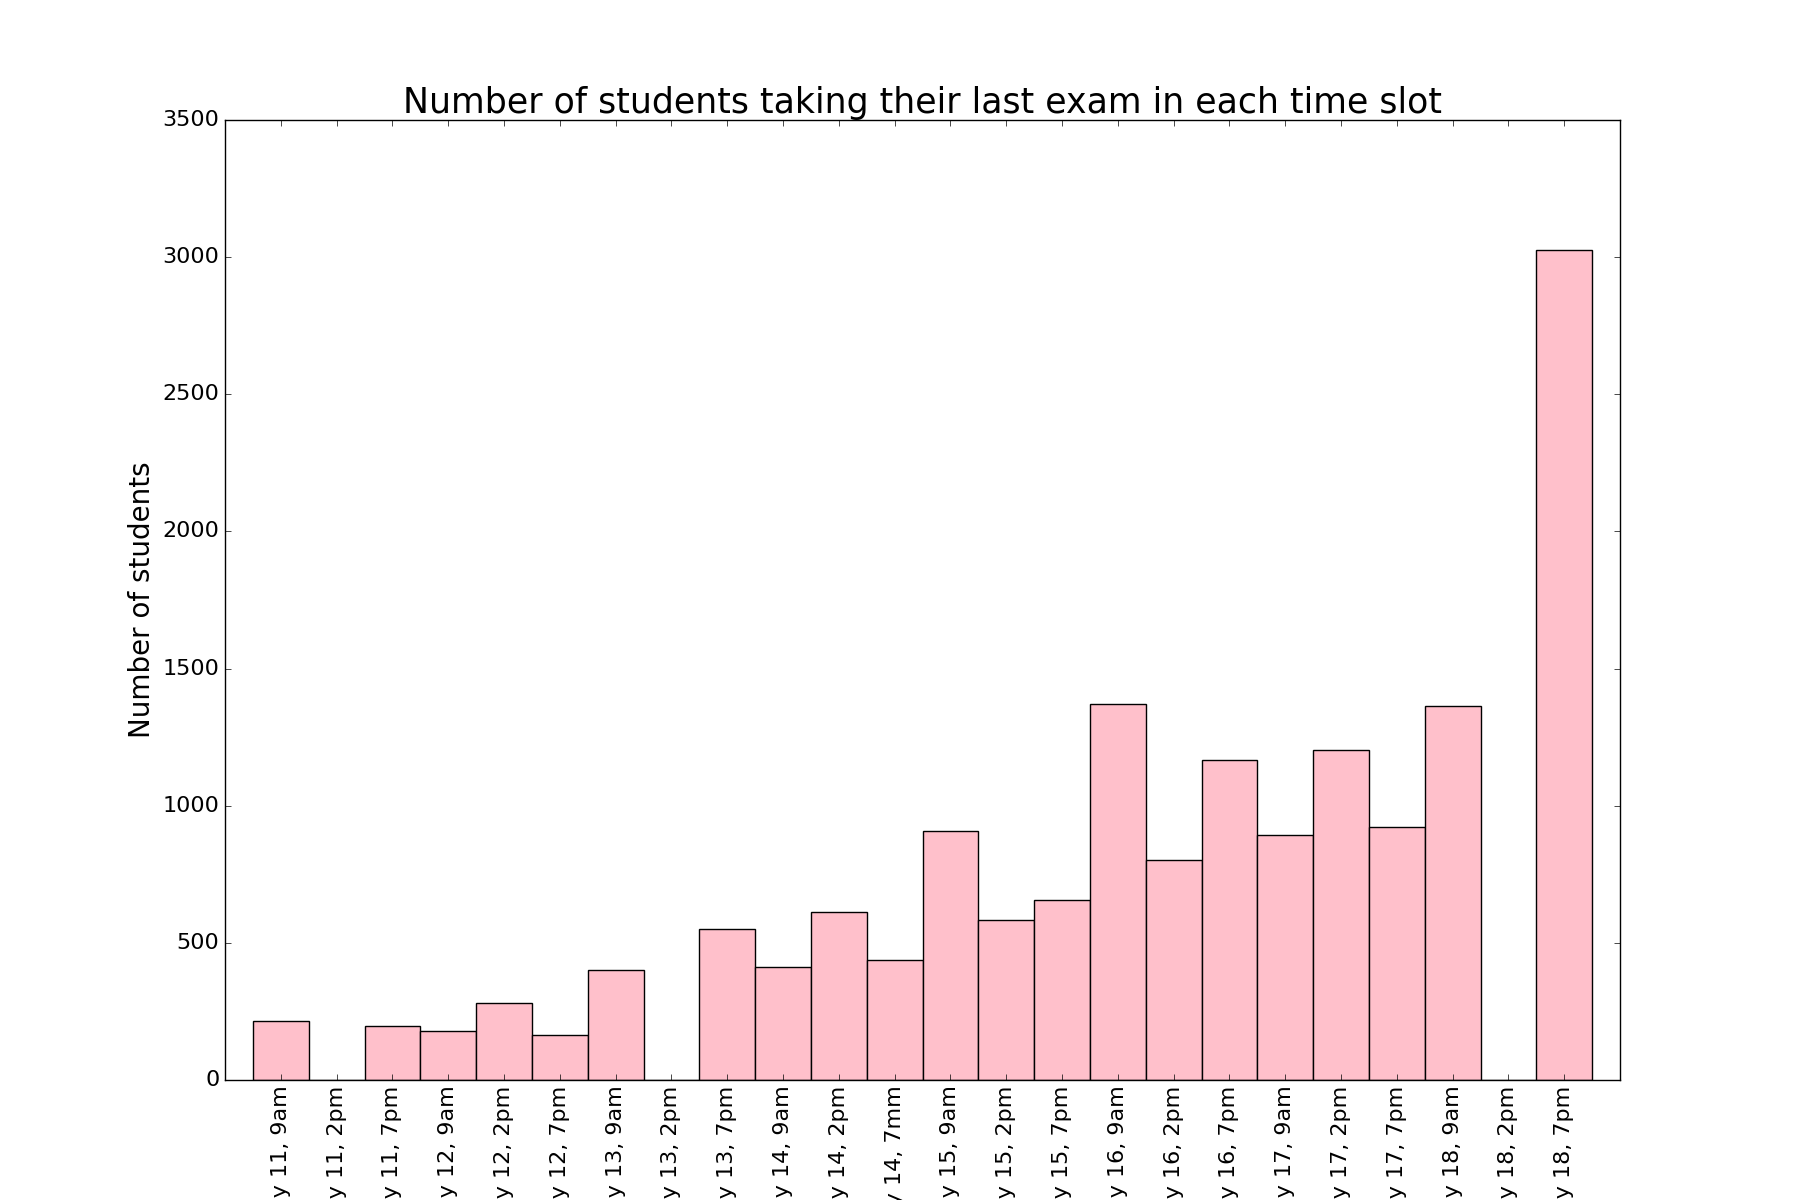 Number of students taking their last exam in each time slot
3500
3000
2500
2000
1500
1000
500
0
Number of students
y 11, 9am
y 11, 2pm
y 11, 7pm
y 12, 9am
y 12, 2pm
y 12, 7pm
y 13, 9am
y 13, 2pm
y 13, 7pm
y 14, 9am
y 14, 2pm
y 14, 7mm
y 15, 9am
y 15, 2pm
y 15, 7pm
y 16, 9am
y 16, 2pm
y 16, 7pm
y 17, 9am
y 17, 2pm
y 17, 7pm
y 18, 9am
y 18, 2pm
y 18, 7pm